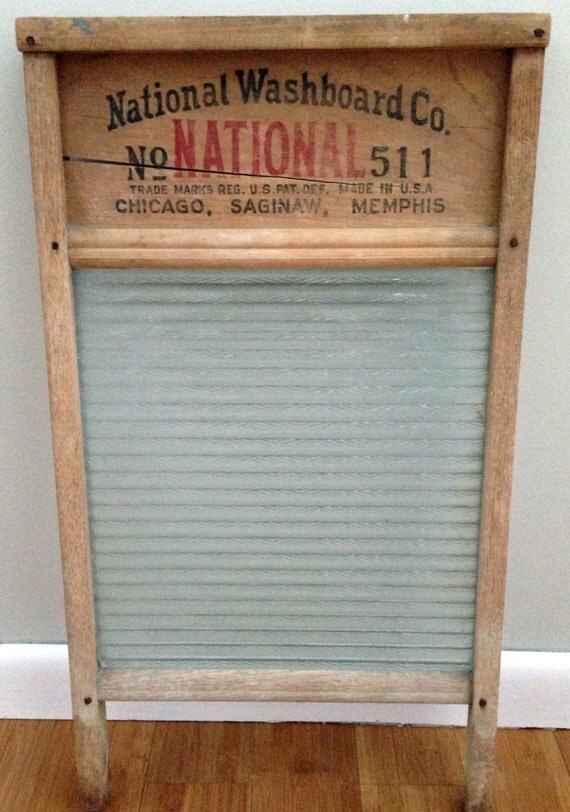 National Washboard Co.
No NATIONAL 511
TRADE MARKS REG. U.S. PAT. OFF. MADE IN U.S.A.
CHICAGO, SAGINAW, MEMPHIS